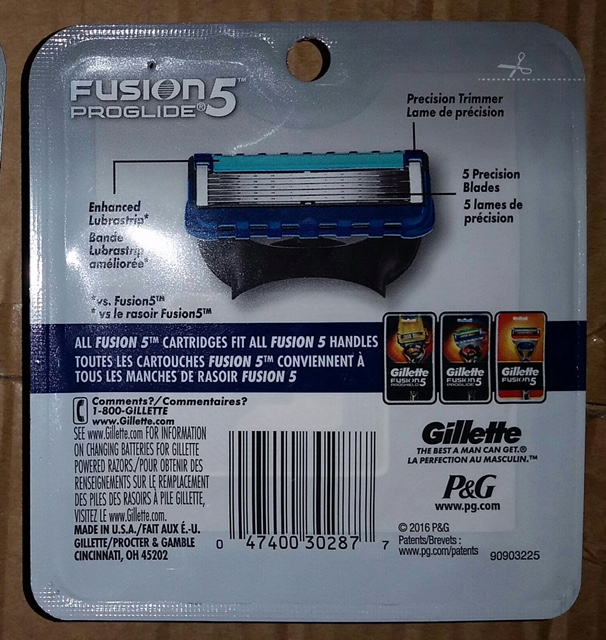 FUSION5™
PROGLIDE®
Precision Trimmer
Lame de précision
5 Precision
Blades
5 lames de
précision
Enhanced
Lubrastrip*
Bande
Lubrastrip
améliorée*
*vs. Fusion5™
*vs le rasoir Fusion5™
ALL FUSION 5™ CARTRIDGES FIT ALL FUSION 5 HANDLES
TOUTES LES CARTOUCHES FUSION 5™ CONVIENNENT À
TOUS LES MANCHES DE RASOIR FUSION 5
Gillette
FUSION5
PROSHIELD
Gillette
FUSION5
PROGLIDE
Gillette
FUSION5
Comments?/Commentaires?
1-800-GILLETTE
www.Gillette.com
SEE www.Gillette.com FOR INFORMATION
ON CHANGING BATTERIES FOR GILLETTE
POWERED RAZORS./POUR OBTENIR DES
RENSEIGNEMENTS SUR LE REMPLACEMENT
DES PILES DES RASOIRS À PILE GILLETTE,
VISITEZ LE www.Gillette.com.
MADE IN U.S.A./FAIT AUX É.-U.
GILLETTE/PROCTER & GAMBLE
CINCINNATI, OH 45202
0 47400 30287 7
Gillette
THE BEST A MAN CAN GET.®
LA PERFECTION AU MASCULIN.™
P&G
www.pg.com
© 2016 P&G
Patents/Brevets :
www.pg.com/patents
90903225